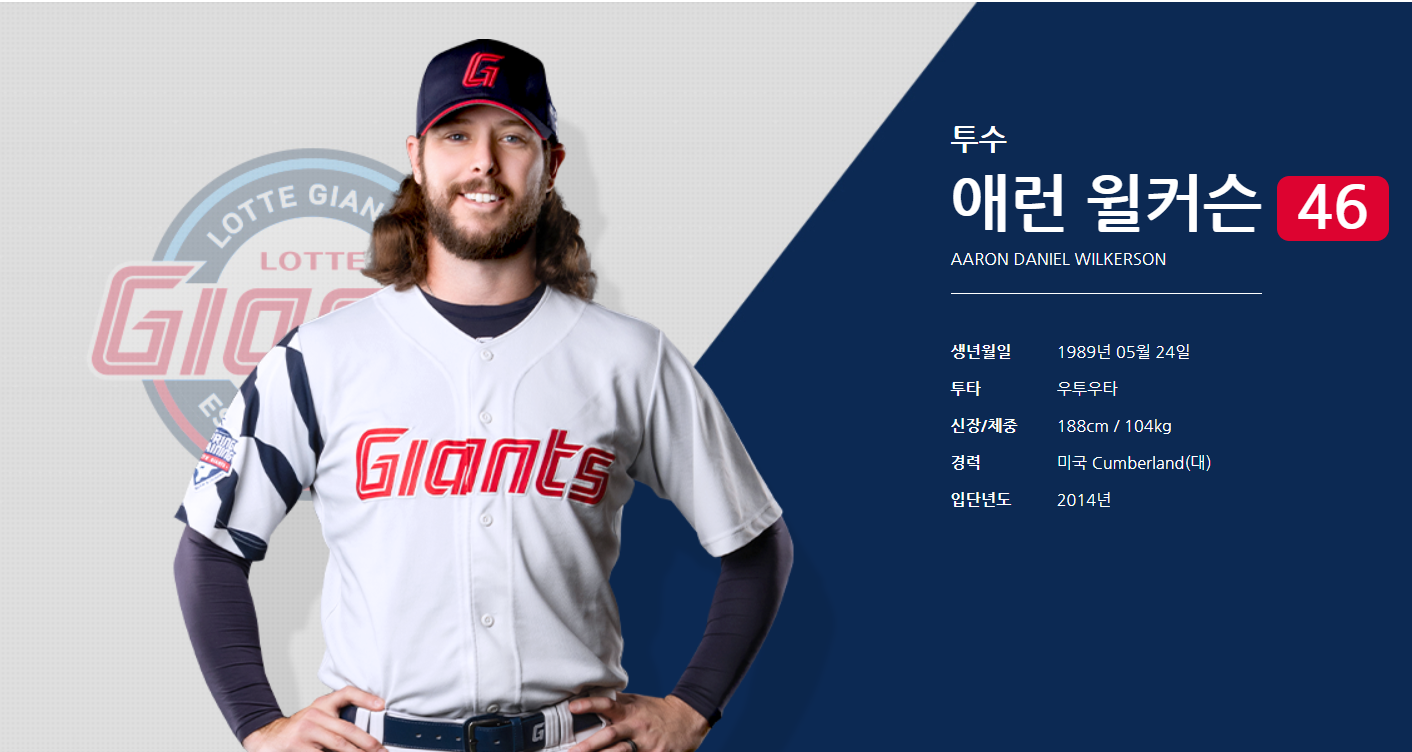 G
LOTTE GIAN
LOTTE
Giants
ES
투수
애런 윌커슨 46
AARON DANIEL WILKERSON
생년월일 1989년 05월 24일
투타 우투우타
신장/체중 188cm / 104kg
경력 미국 Cumberland(대)
입단년도 2014년
G